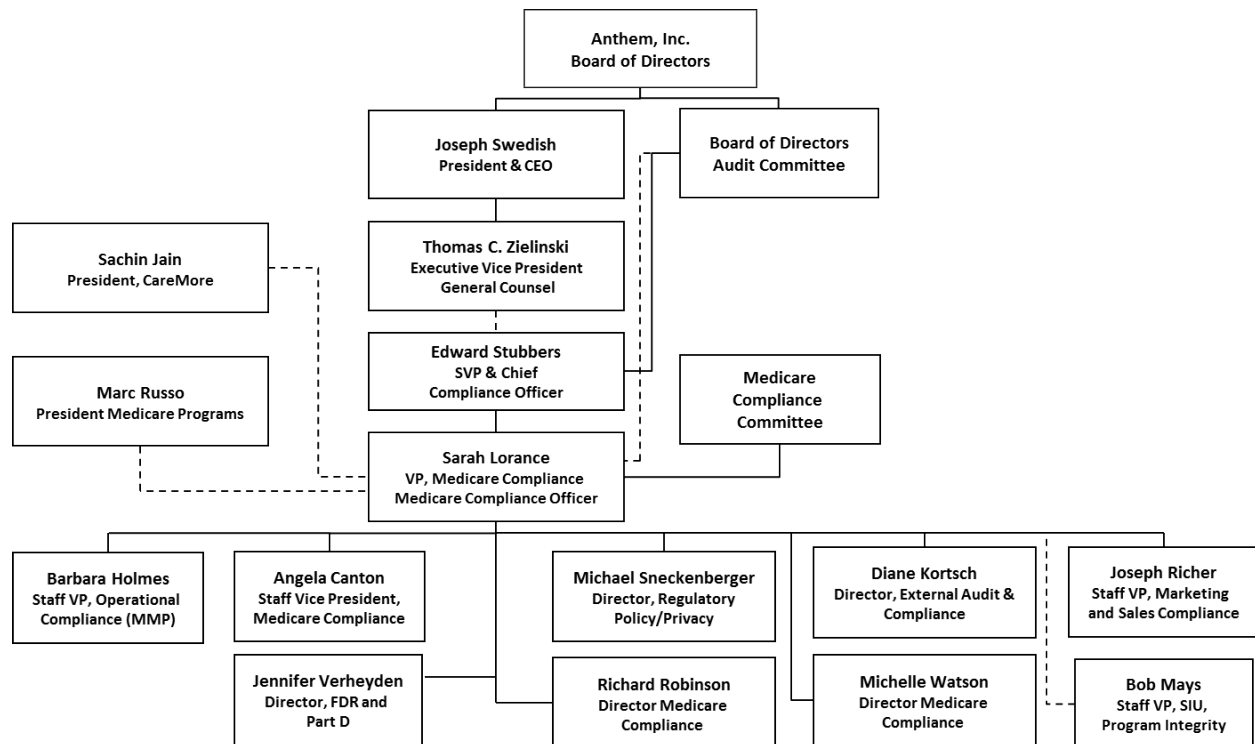 Anthem, Inc.
Board of Directors
Joseph Swedish
President & CEO
Board of Directors
Audit Committee
Sachin Jain
President, CareMore
Thomas C. Zielinski
Executive Vice President
General Counsel
Edward Stubbers
SVP & Chief
Compliance Officer
Marc Russo
President Medicare Programs
Medicare
Compliance
Committee
Sarah Lorance
VP, Medicare Compliance
Medicare Compliance Officer
Barbara Holmes
Staff VP, Operational
Compliance (MMP)
Angela Canton
Staff Vice President,
Medicare Compliance
Michael Sneckenberger
Director, Regulatory
Policy/Privacy
Diane Kortsch
Director, External Audit &
Compliance
Joseph Richer
Staff VP, Marketing
and Sales Compliance
Jennifer Verheyden
Director, FDR and
Part D
Richard Robinson
Director Medicare
Compliance
Michelle Watson
Director Medicare
Compliance
Bob Mays
Staff VP, SIU,
Program Integrity